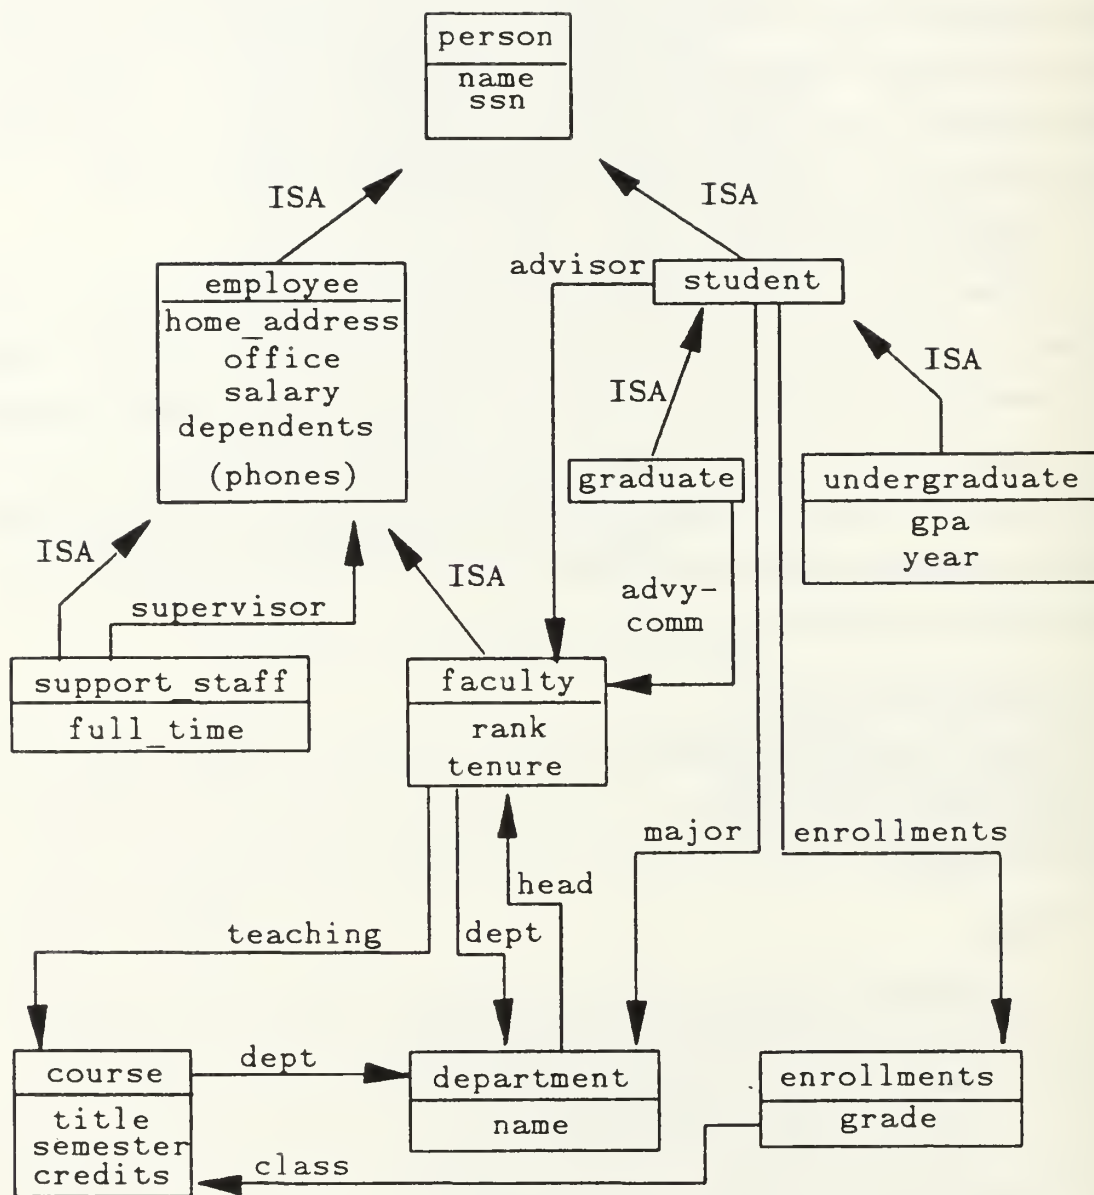 person
name
ssn
ISA
ISA
advisor
student
employee
home_address
office
salary
dependents
(phones)
ISA
ISA
graduate
undergraduate
gpa
year
ISA
ISA
supervisor
advy-
comm
support_staff
full_time
faculty
rank
tenure
major
enrollments
head
teaching
dept
course
title
semester
credits
dept
department
name
enrollments
grade
class